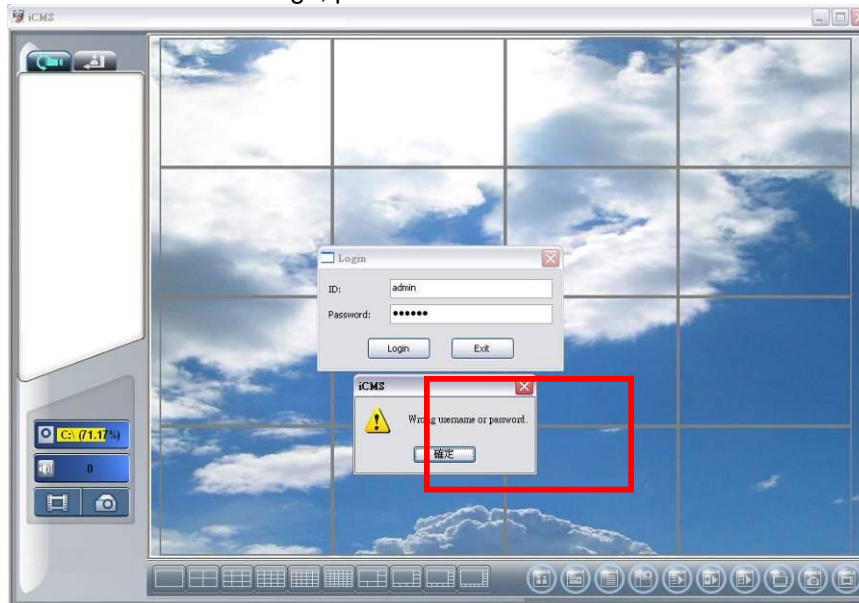 iCMS
Login
ID:
admin
Password:
Login
Exit
iCMS
Wrong username or password.
確定
C:\ (71.17%)
0